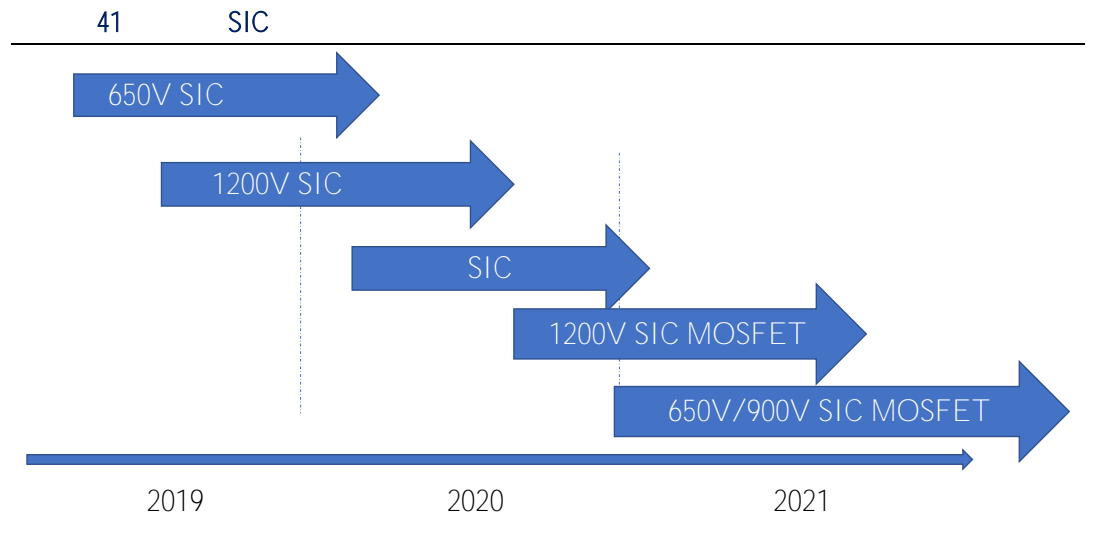 41 SIC
650V SIC
1200V SIC
SIC
1200V SIC MOSFET
650V/900V SIC MOSFET
2019 2020 2021